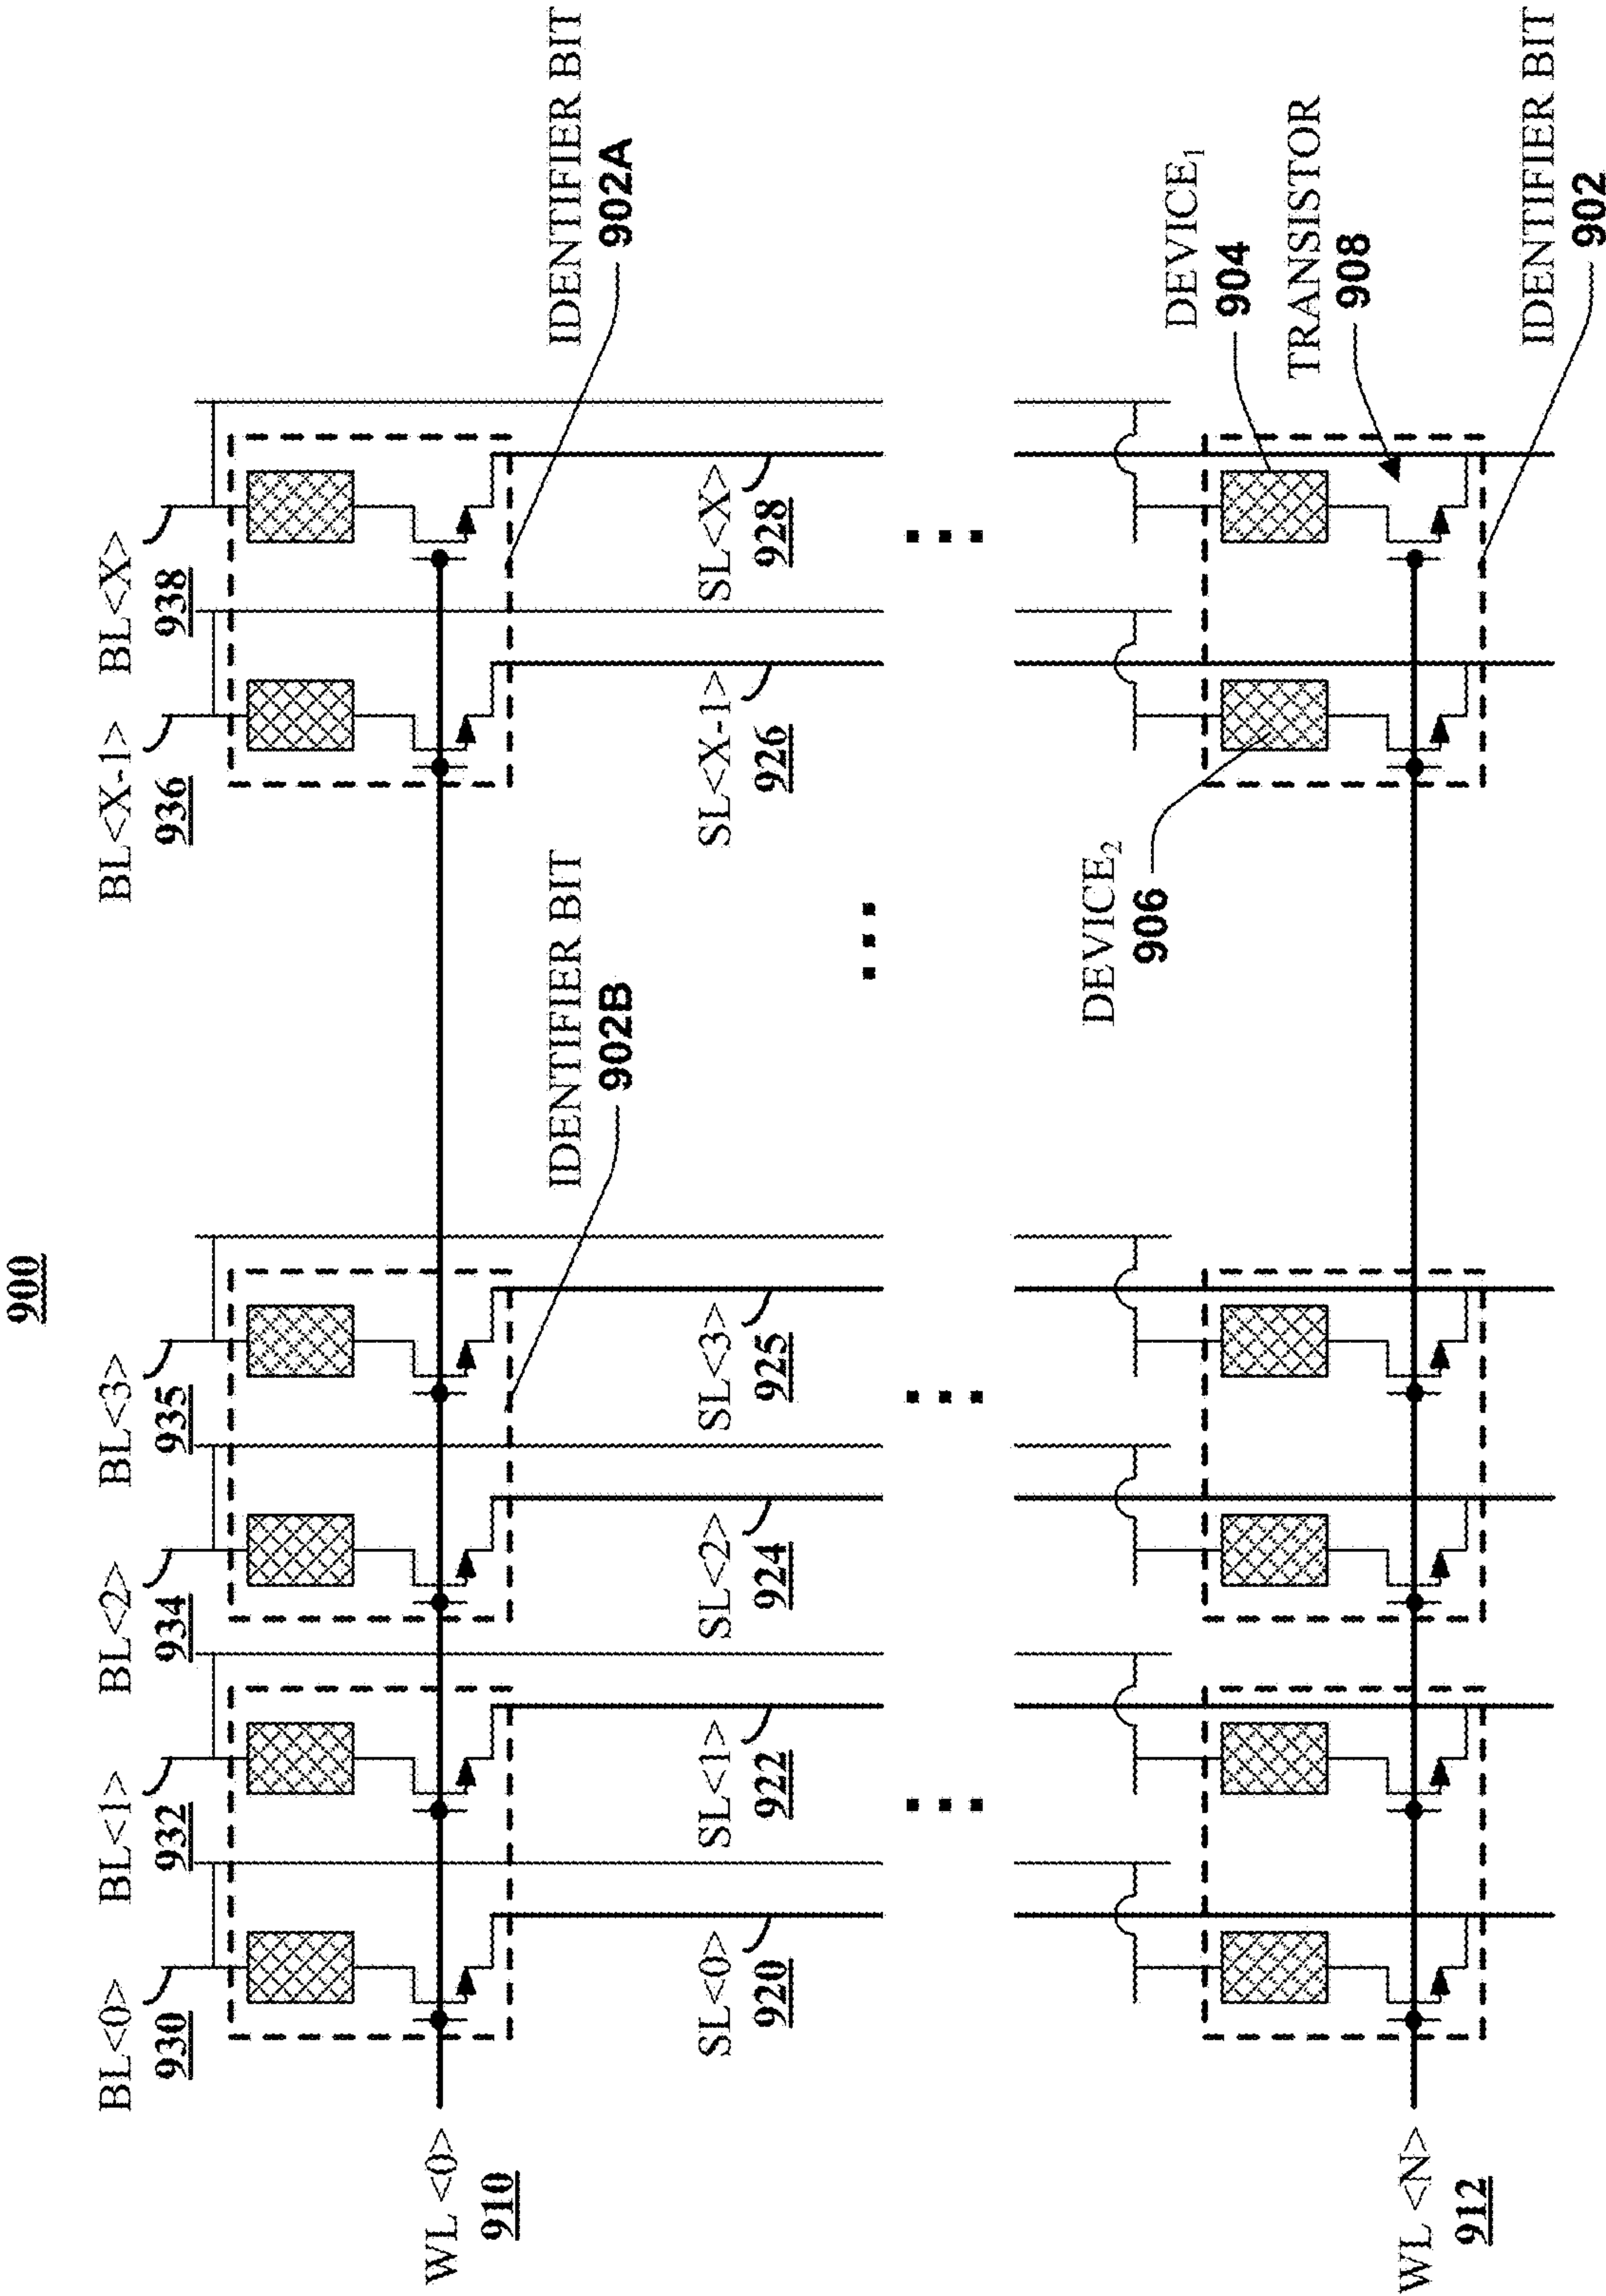 900
BL<0>
930
BL<1>
932
BL<2>
934
BL<3>
935
BL<X-1>
936
BL<X>
938
WL <0>
910
IDENTIFIER BIT
902B
IDENTIFIER BIT
902A
SL<0>
920
SL<1>
922
SL<2>
924
SL<3>
925
SL<X-1>
926
SL<X>
928
DEVICE₂
906
DEVICE₁
904
TRANSISTOR
908
WL <N>
912
IDENTIFIER BIT
902